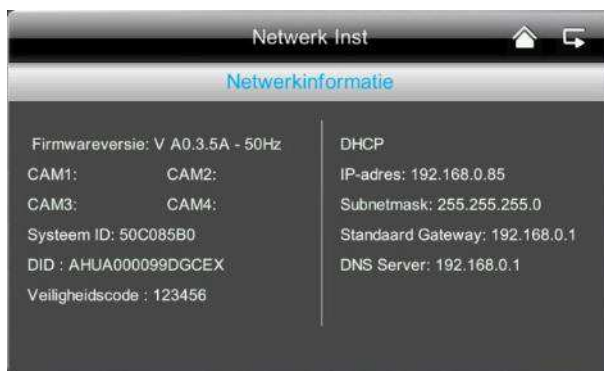 Netwerk Inst
Netwerkinformatie
Firmwareversie: V A0.3.5A - 50Hz
CAM1: CAM2:
CAM3: CAM4:
Systeem ID: 50C085B0
DID : AHUA000099DGCEX
Veiligheidscode : 123456
DHCP
IP-adres: 192.168.0.85
Subnetmask: 255.255.255.0
Standaard Gateway: 192.168.0.1
DNS Server: 192.168.0.1